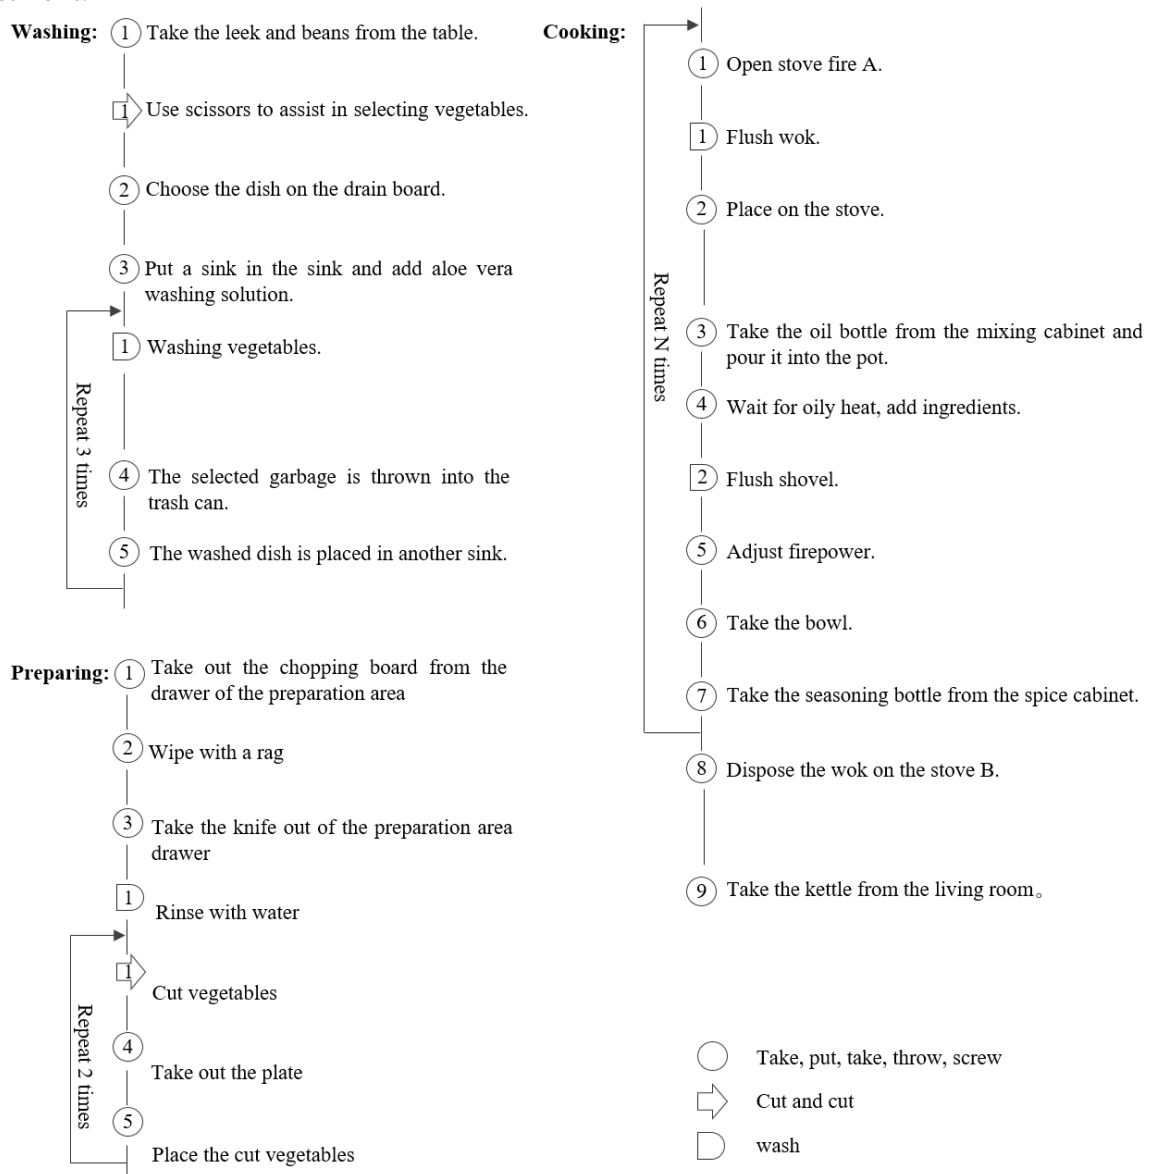 Washing:
1 Take the leek and beans from the table.
1 Use scissors to assist in selecting vegetables.
2 Choose the dish on the drain board.
3 Put a sink in the sink and add aloe vera
washing solution.
1 Washing vegetables.
Repeat 3 times
4 The selected garbage is thrown into the
trash can.
5 The washed dish is placed in another sink.
Preparing:
1 Take out the chopping board from the
drawer of the preparation area
2 Wipe with a rag
3 Take the knife out of the preparation area
drawer
1 Rinse with water
1 Cut vegetables
Repeat 2 times
4 Take out the plate
5 Place the cut vegetables
Cooking:
1 Open stove fire A.
1 Flush wok.
2 Place on the stove.
Repeat N times
3 Take the oil bottle from the mixing cabinet and
pour it into the pot.
4 Wait for oily heat, add ingredients.
2 Flush shovel.
5 Adjust firepower.
6 Take the bowl.
7 Take the seasoning bottle from the spice cabinet.
8 Dispose the wok on the stove B.
9 Take the kettle from the living room。
Take, put, take, throw, screw
Cut and cut
wash